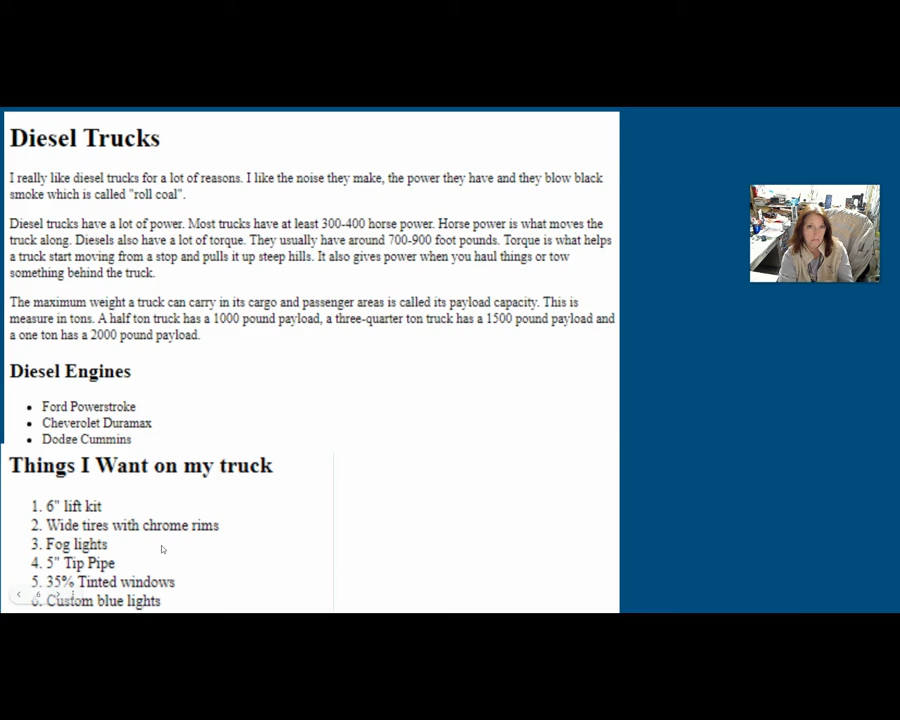 Diesel Trucks
I really like diesel trucks for a lot of reasons. I like the noise they make, the power they have and they blow black
smoke which is called "roll coal".
Diesel trucks have a lot of power. Most trucks have at least 300-400 horse power. Horse power is what moves the
truck along. Diesels also have a lot of torque. They usually have around 700-900 foot pounds. Torque is what helps
a truck start moving from a stop and pulls it up steep hills. It also gives power when you haul things or tow
something behind the truck.
The maximum weight a truck can carry in its cargo and passenger areas is called its payload capacity. This is
measure in tons. A half ton truck has a 1000 pound payload, a three-quarter ton truck has a 1500 pound payload and
a one ton has a 2000 pound payload.
Diesel Engines
• Ford Powerstroke
• Cheverolet Duramax
• Dodge Cummins
Things I Want on my truck
1. 6" lift kit
2. Wide tires with chrome rims
3. Fog lights
4. 5" Tip Pipe
5. 35% Tinted windows
6. Custom blue lights